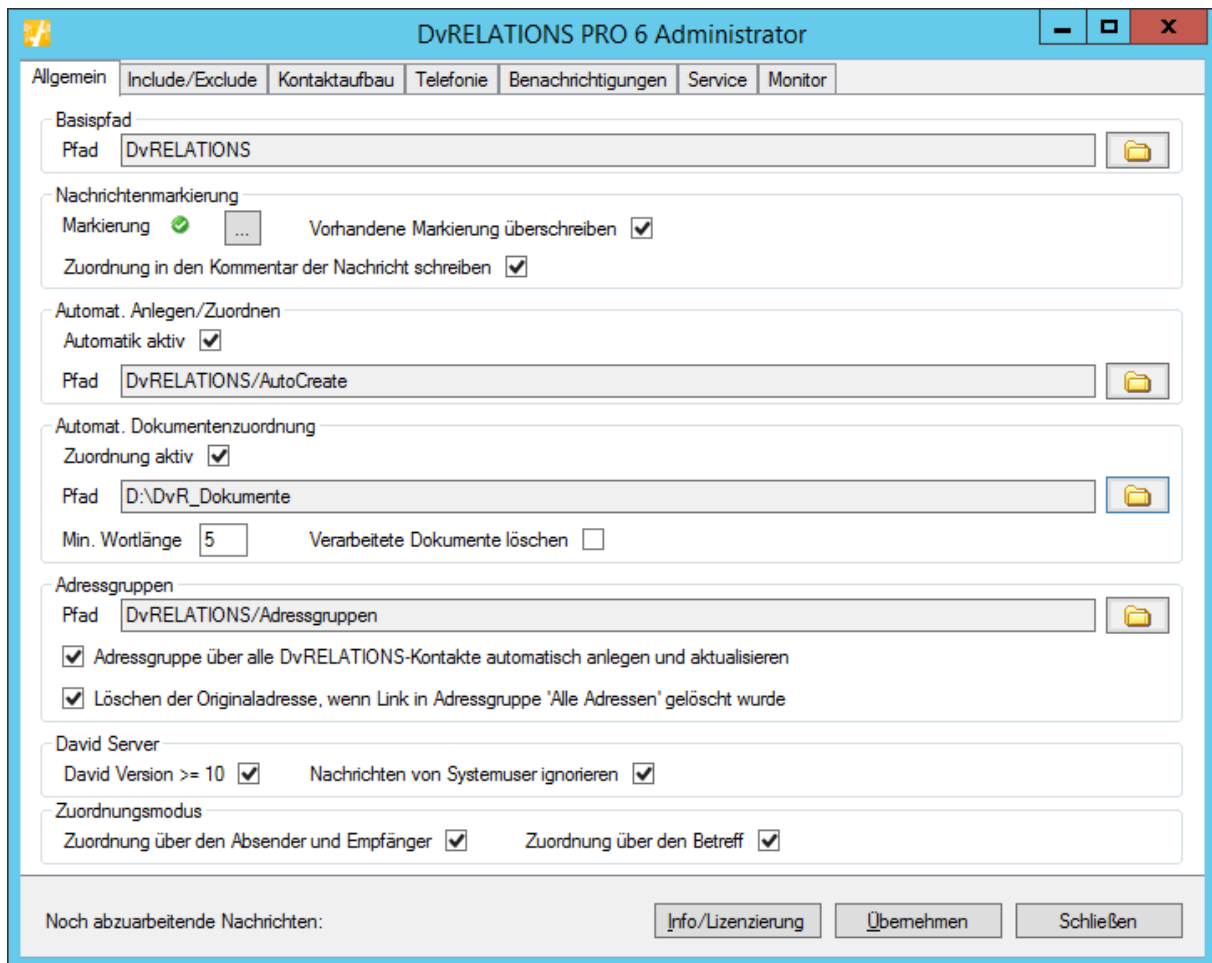 DvRELATIONS PRO 6 Administrator
Allgemein Include/Exclude Kontaktaufbau Telefonie Benachrichtigungen Service Monitor
Basispfad
Pfad DvRELATIONS
Nachrichtenmarkierung
Markierung ... Vorhandene Markierung überschreiben
Zuordnung in den Kommentar der Nachricht schreiben
Automat. Anlegen/Zuordnen
Automatik aktiv
Pfad DvRELATIONS/AutoCreate
Automat. Dokumentenzuordnung
Zuordnung aktiv
Pfad D:\DvR_Dokumente
Min. Wortlänge 5 Verarbeitete Dokumente löschen
Adressgruppen
Pfad DvRELATIONS/Adressgruppen
Adressgruppe über alle DvRELATIONS-Kontakte automatisch anlegen und aktualisieren
Löschen der Originaladresse, wenn Link in Adressgruppe 'Alle Adressen' gelöscht wurde
David Server
David Version >= 10 Nachrichten von Systemuser ignorieren
Zuordnungsmodus
Zuordnung über den Absender und Empfänger Zuordnung über den Betreff
Noch abzuarbeitende Nachrichten: Info/Lizenzierung Übernehmen Schließen